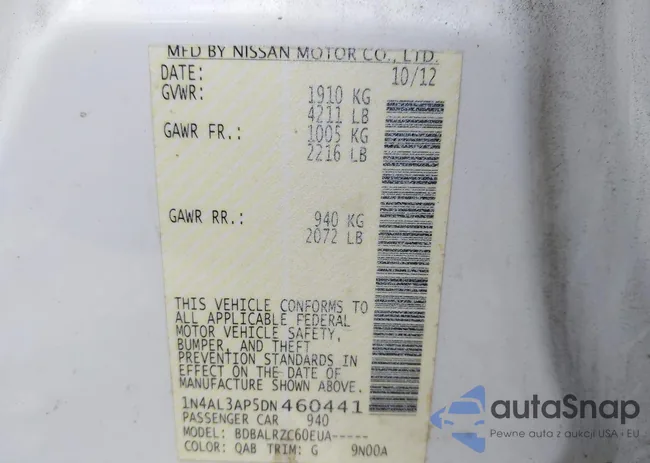 MFD BY NISSAN MOTOR CO., LTD.
DATE: 10/12
GVWR: 1910 KG
4211 LB
GAWR FR.: 1005 KG
2216 LB
GAWR RR.: 940 KG
2072 LB
THIS VEHICLE CONFORMS TO
ALL APPLICABLE FEDERAL
MOTOR VEHICLE SAFETY,
BUMPER, AND THEFT
PREVENTION STANDARDS IN
EFFECT ON THE DATE OF
MANUFACTURE SHOWN ABOVE.
1N4AL3AP5DN460441
PASSENGER CAR 940
MODEL: BDBALRZC60EUA-----
COLOR: QAB TRIM: G 9N00A
autoSnap
Pewne auta z aukcji USA i EU